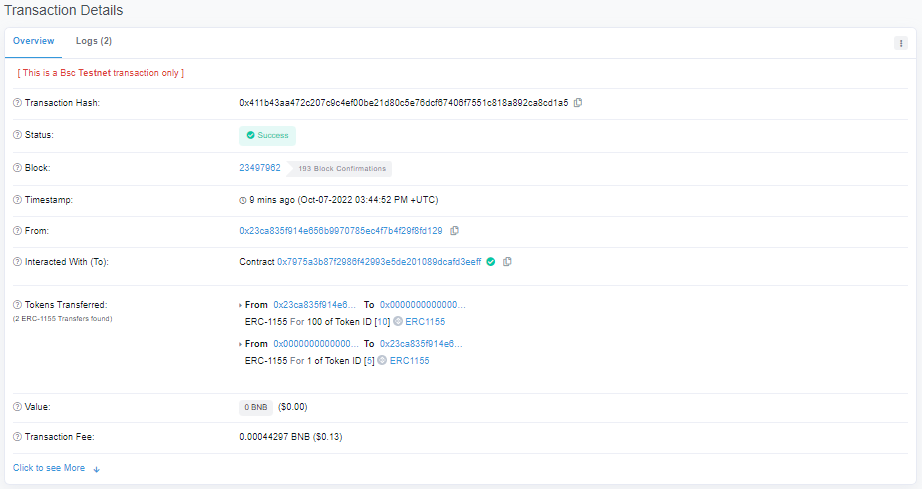 Transaction Details
Overview Logs (2)
[ This is a Bsc Testnet transaction only ]
Transaction Hash: 0x411b43aa472c207c9c4ef00be21d80c5e76dcf67406f7551c818a892ca8cd1a5
Status: Success
Block: 23497962 193 Block Confirmations
Timestamp: 9 mins ago (Oct-07-2022 03:44:52 PM +UTC)
From: 0x23ca835f914e656b9970785ec4f7b4f29f8fd129
Interacted With (To): Contract 0x7975a3b87f2986f42993e5de201089dcafd3eeff
Tokens Transferred: From 0x23ca835f914e6... To 0x0000000000000...
(2 ERC-1155 Transfers found)
ERC-1155 For 100 of Token ID [10] ERC1155
From 0x0000000000000... To 0x23ca835f914e6...
ERC-1155 For 1 of Token ID [5] ERC1155
Value: 0 BNB ($0.00)
Transaction Fee: 0.00044297 BNB ($0.13)
Click to see More